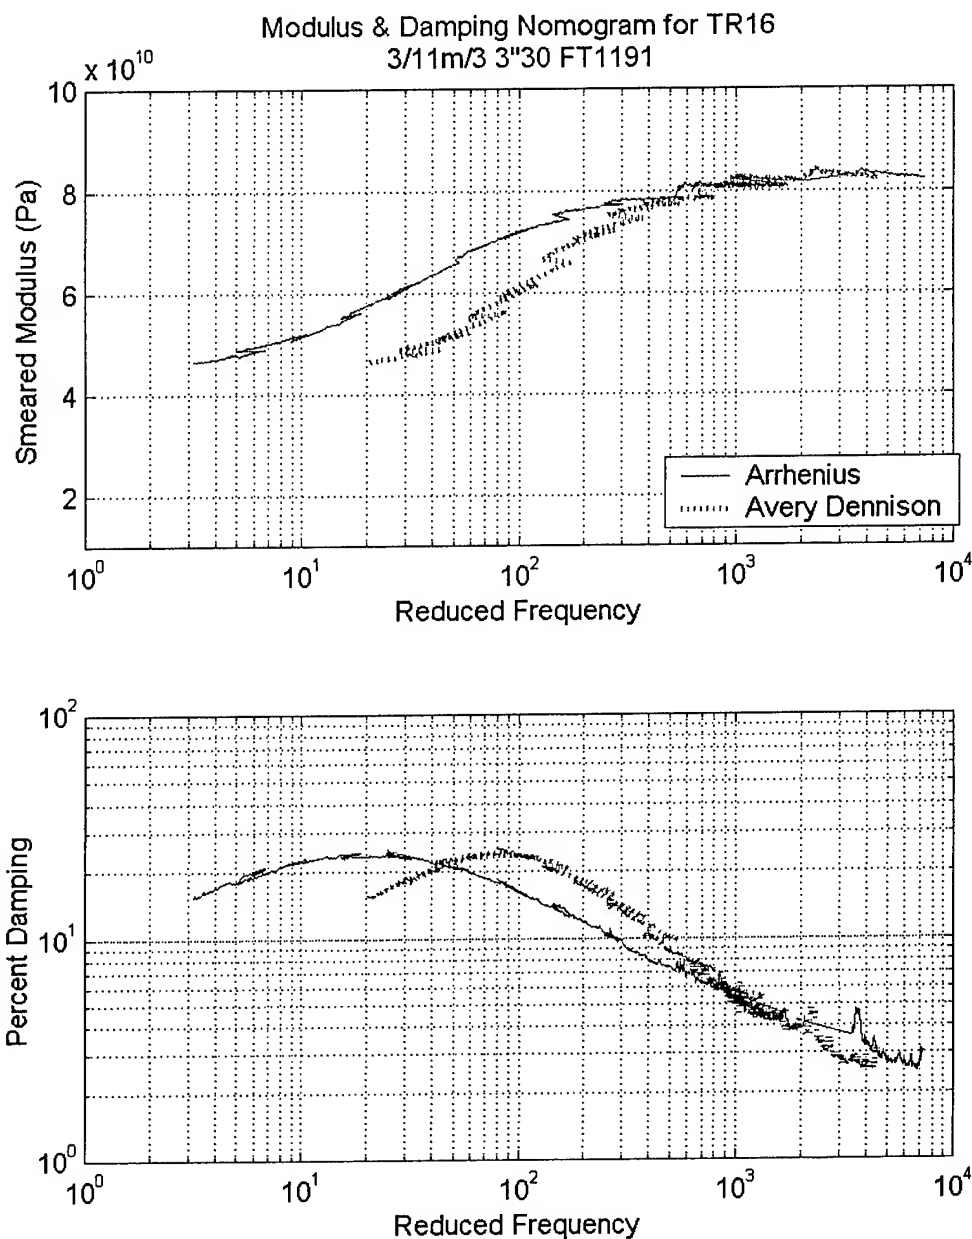 Modulus & Damping Nomogram for TR16
3/11m/3 3"30 FT1191
x 10^10
10
8
6
4
2
Smeared Modulus (Pa)
Arrhenius
Avery Dennison
10^0
10^1
10^2
10^3
10^4
Reduced Frequency
10^2
10^1
10^0
Percent Damping
10^0
10^1
10^2
10^3
10^4
Reduced Frequency